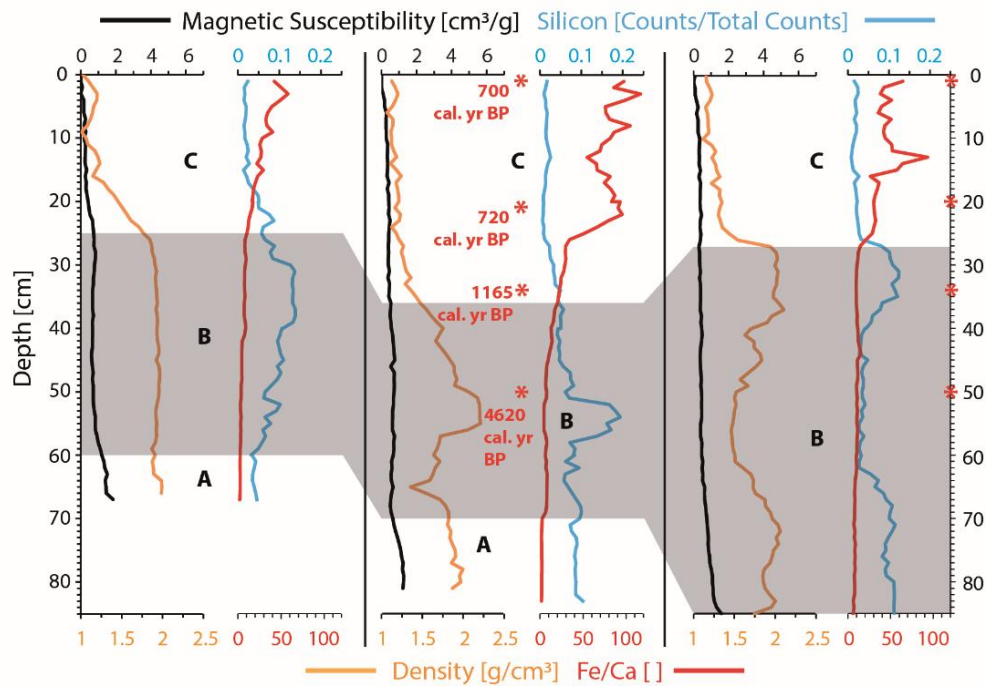 Magnetic Susceptibility [cm³/g] Silicon [Counts/Total Counts]
0 2 4 6 0 0.1 0.2 0 2 4 6 0 0.1 0.2 0 2 4 6 0 0.1 0.2
Depth [cm]
0
10
20
30
40
50
60
70
80
C
B
A
700 *
cal. yr BP
C
720 *
cal. yr BP
1165 *
cal. yr BP
*
4620
cal. yr
BP
B
A
C
B
*
*
*
*
0
10
20
30
40
50
60
70
80
1 1.5 2 2.5 0 50 100 1 1.5 2 2.5 0 50 100 1 1.5 2 2.5 0 50 100
Density [g/cm³] Fe/Ca [ ]